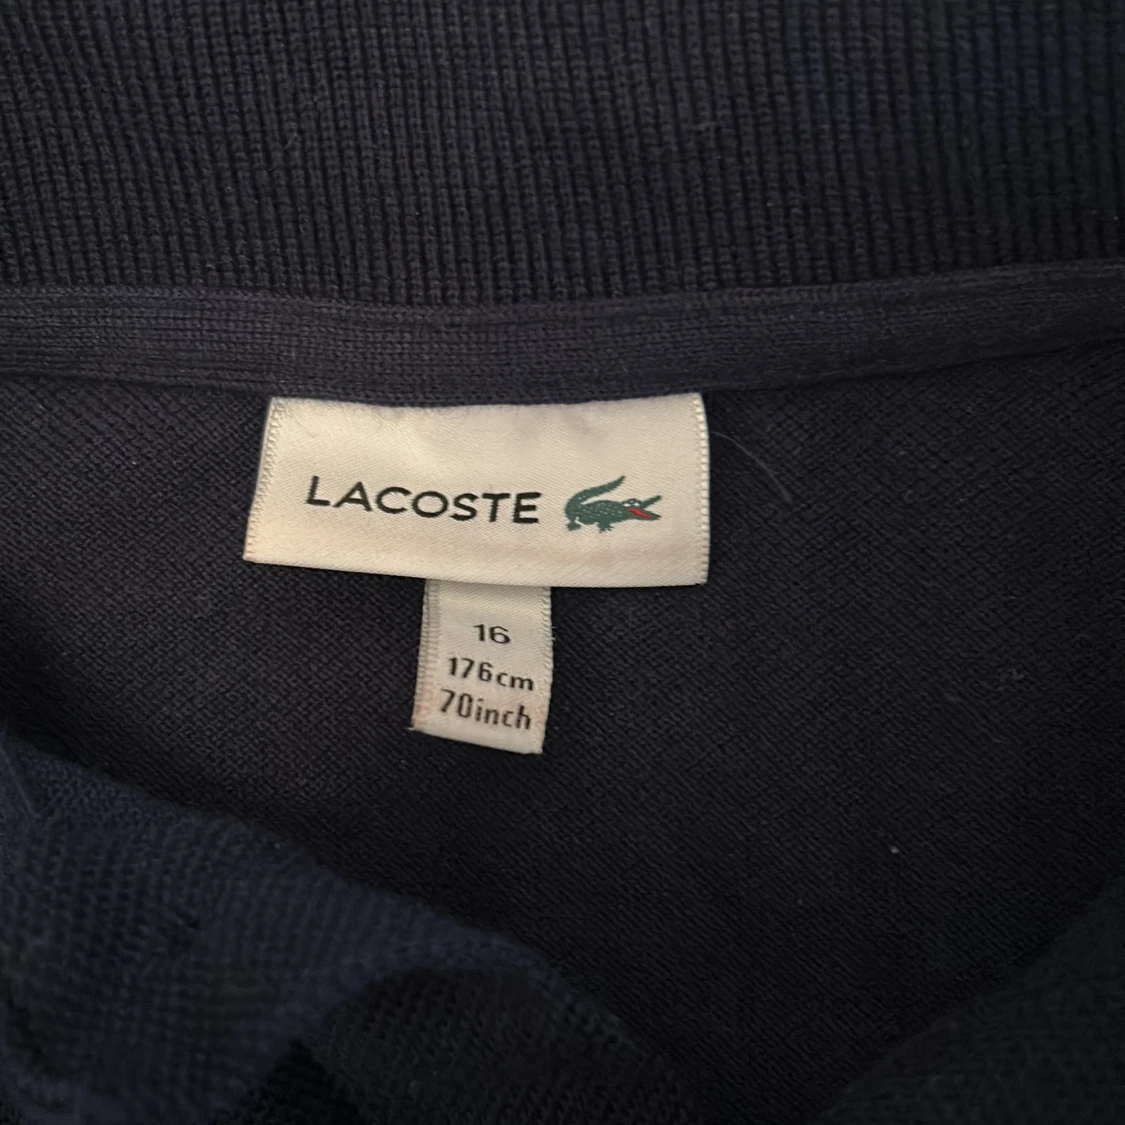 LACOSTE
16
176cm
70inch